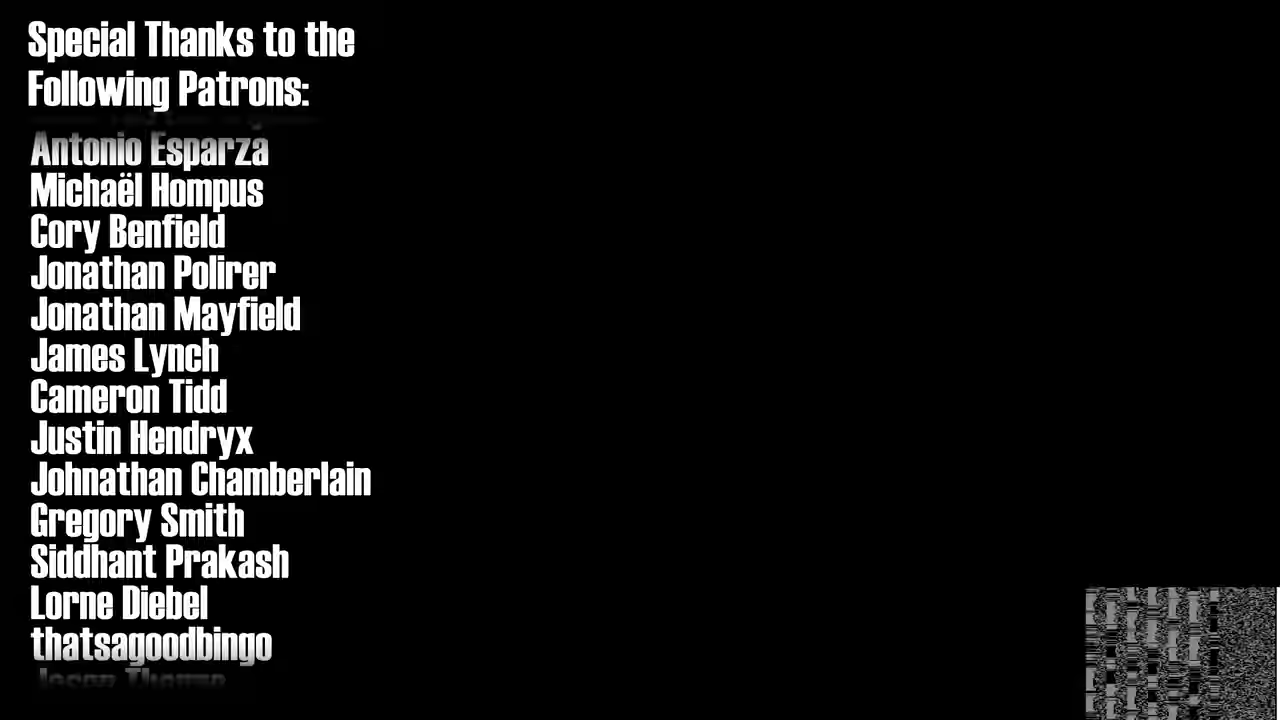 Special Thanks to the
Following Patrons:
Antonio Esparza
Michaël Hompus
Cory Benfield
Jonathan Polirer
Jonathan Mayfield
James Lynch
Cameron Tidd
Justin Hendryx
Johnathan Chamberlain
Gregory Smith
Siddhant Prakash
Lorne Diebel
thatsagoodbingo